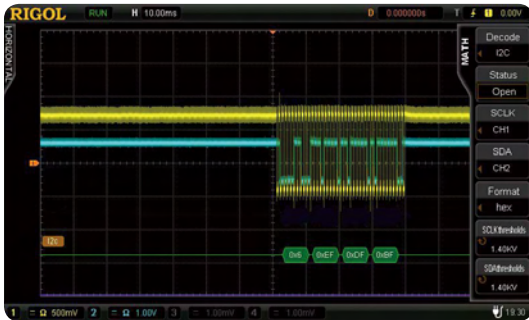 RIGOL RUN H 10.00ms D 0.000000s T 1 0.00V
HORIZONTAL
MATH
Decode
I2C
Status
Open
SCLK
CH1
SDA
CH2
Format
hex
SCLKthresholds
1.40KV
SDAthresholds
1.40KV
I2c
0x6 0xEF 0xDF 0xBF
1 = Ω 500mV 2 = Ω 1.00V 3 = 1.00mV 4 = 1.00mV 19:30